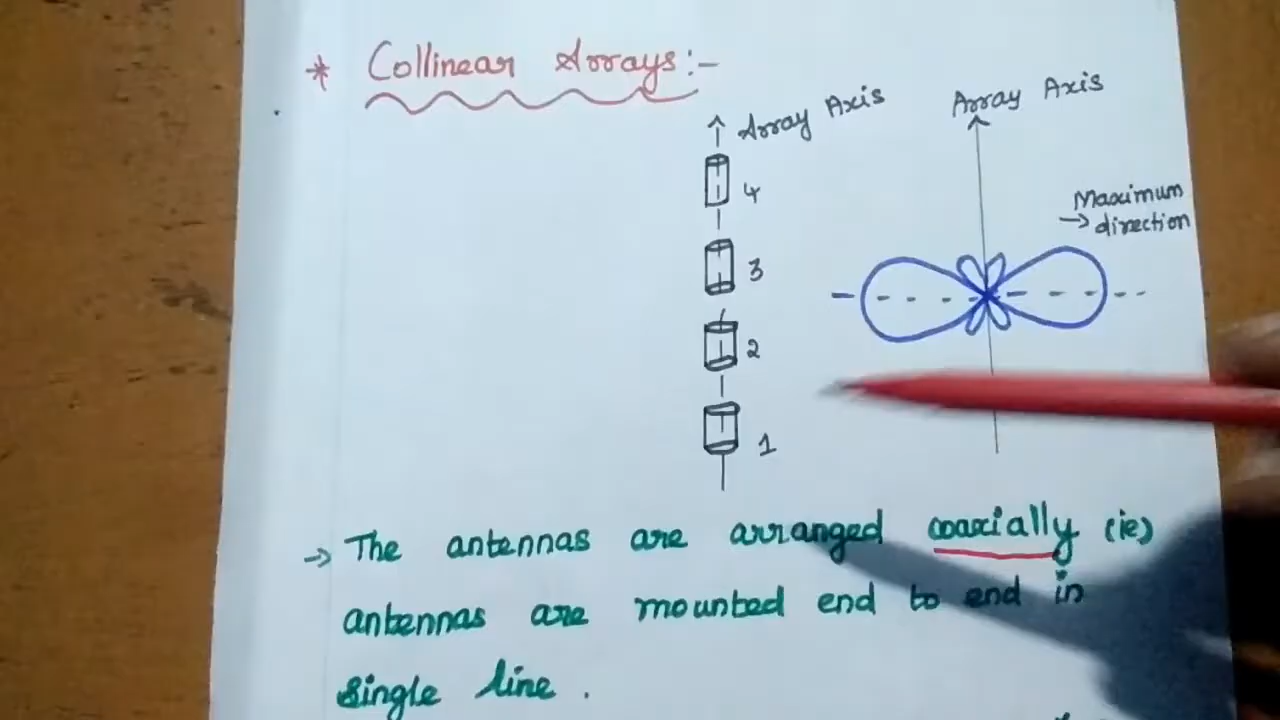 * Collinear Arrays:-
Array Axis
4
3
2
1
Array Axis
Maximum
→ direction
→ The antennas are arranged coaxially (ie)
antennas are mounted end to end in
single line .